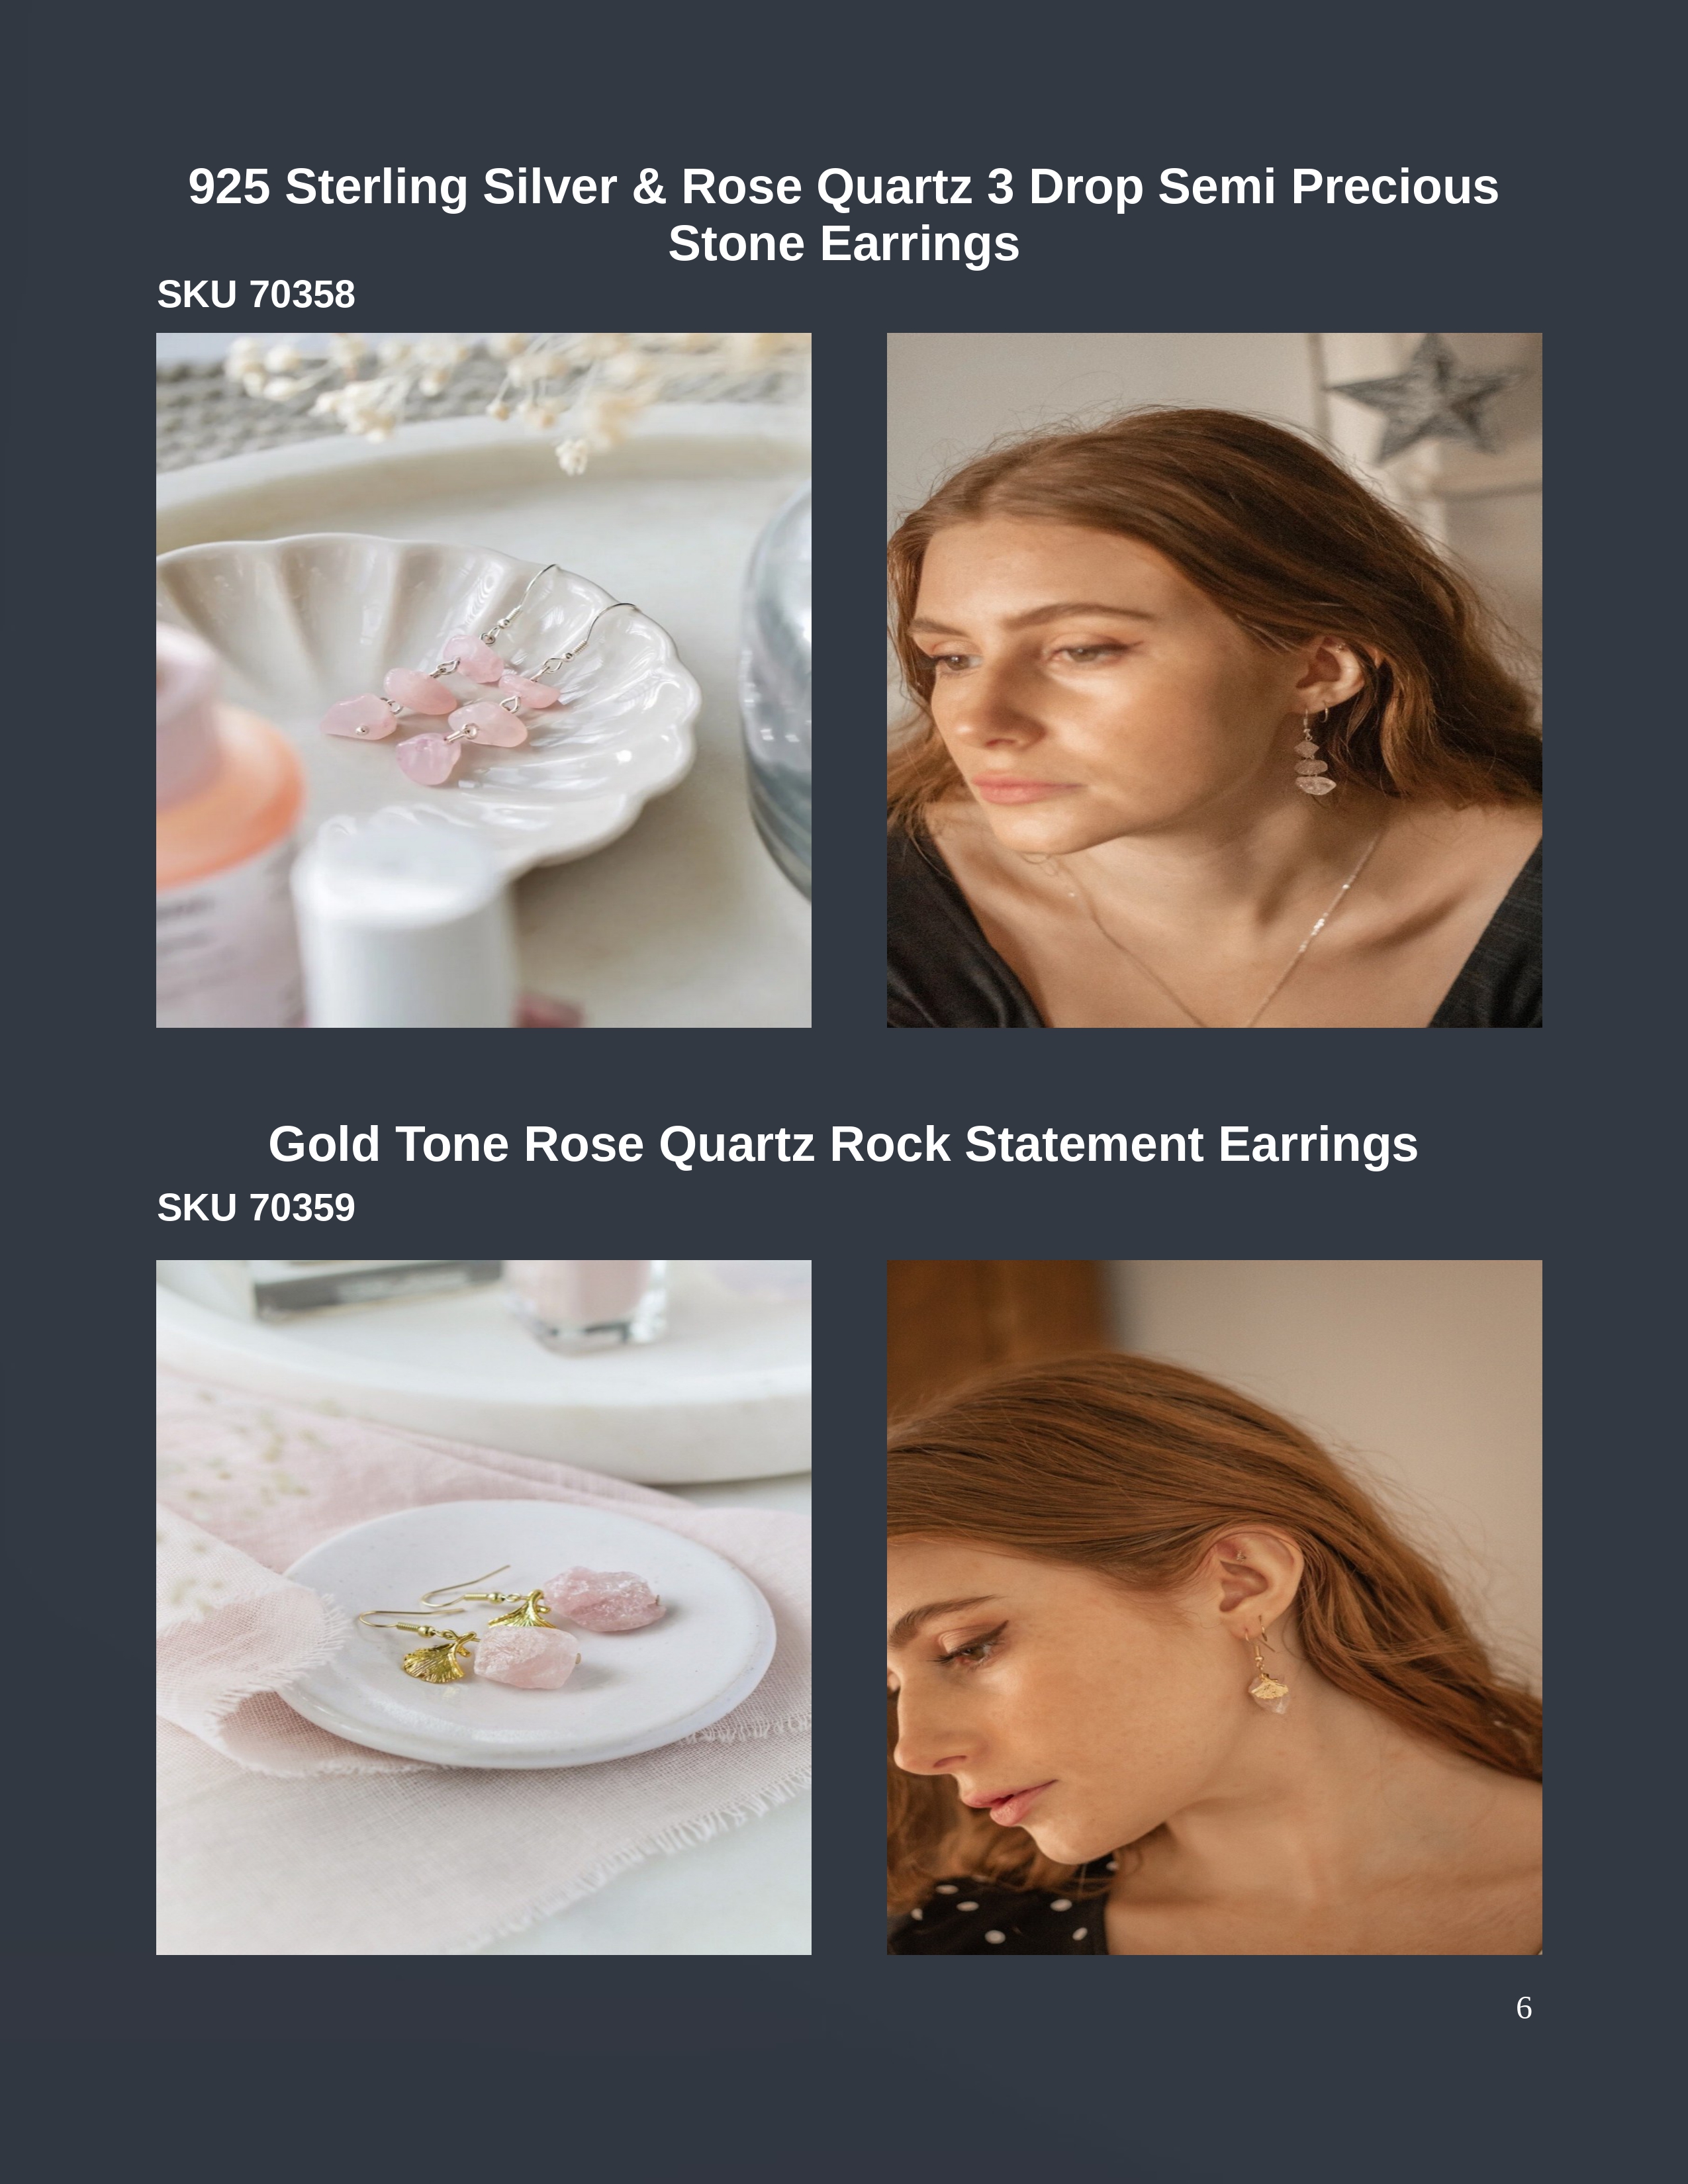 925 Sterling Silver & Rose Quartz 3 Drop Semi Precious
Stone Earrings
SKU 70358
Gold Tone Rose Quartz Rock Statement Earrings
SKU 70359
6